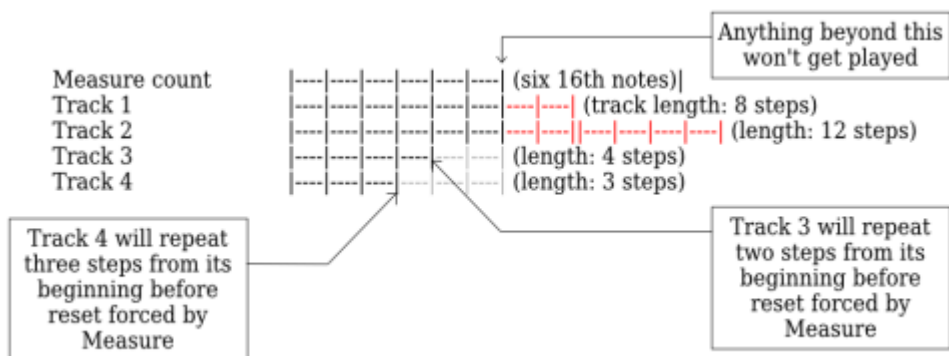 Anything beyond this
won't get played
Measure count |----|----|----|----|----|----| (six 16th notes)|
Track 1 |----|----|----|----|----|----|----|----| (track length: 8 steps)
Track 2 |----|----|----|----|----|----|----|----||----|----|----|----| (length: 12 steps)
Track 3 |----|----|----|----|----|----| (length: 4 steps)
Track 4 |----|----|----|----|----|----| (length: 3 steps)
Track 4 will repeat
three steps from its
beginning before
reset forced by
Measure
Track 3 will repeat
two steps from its
beginning before
reset forced by
Measure